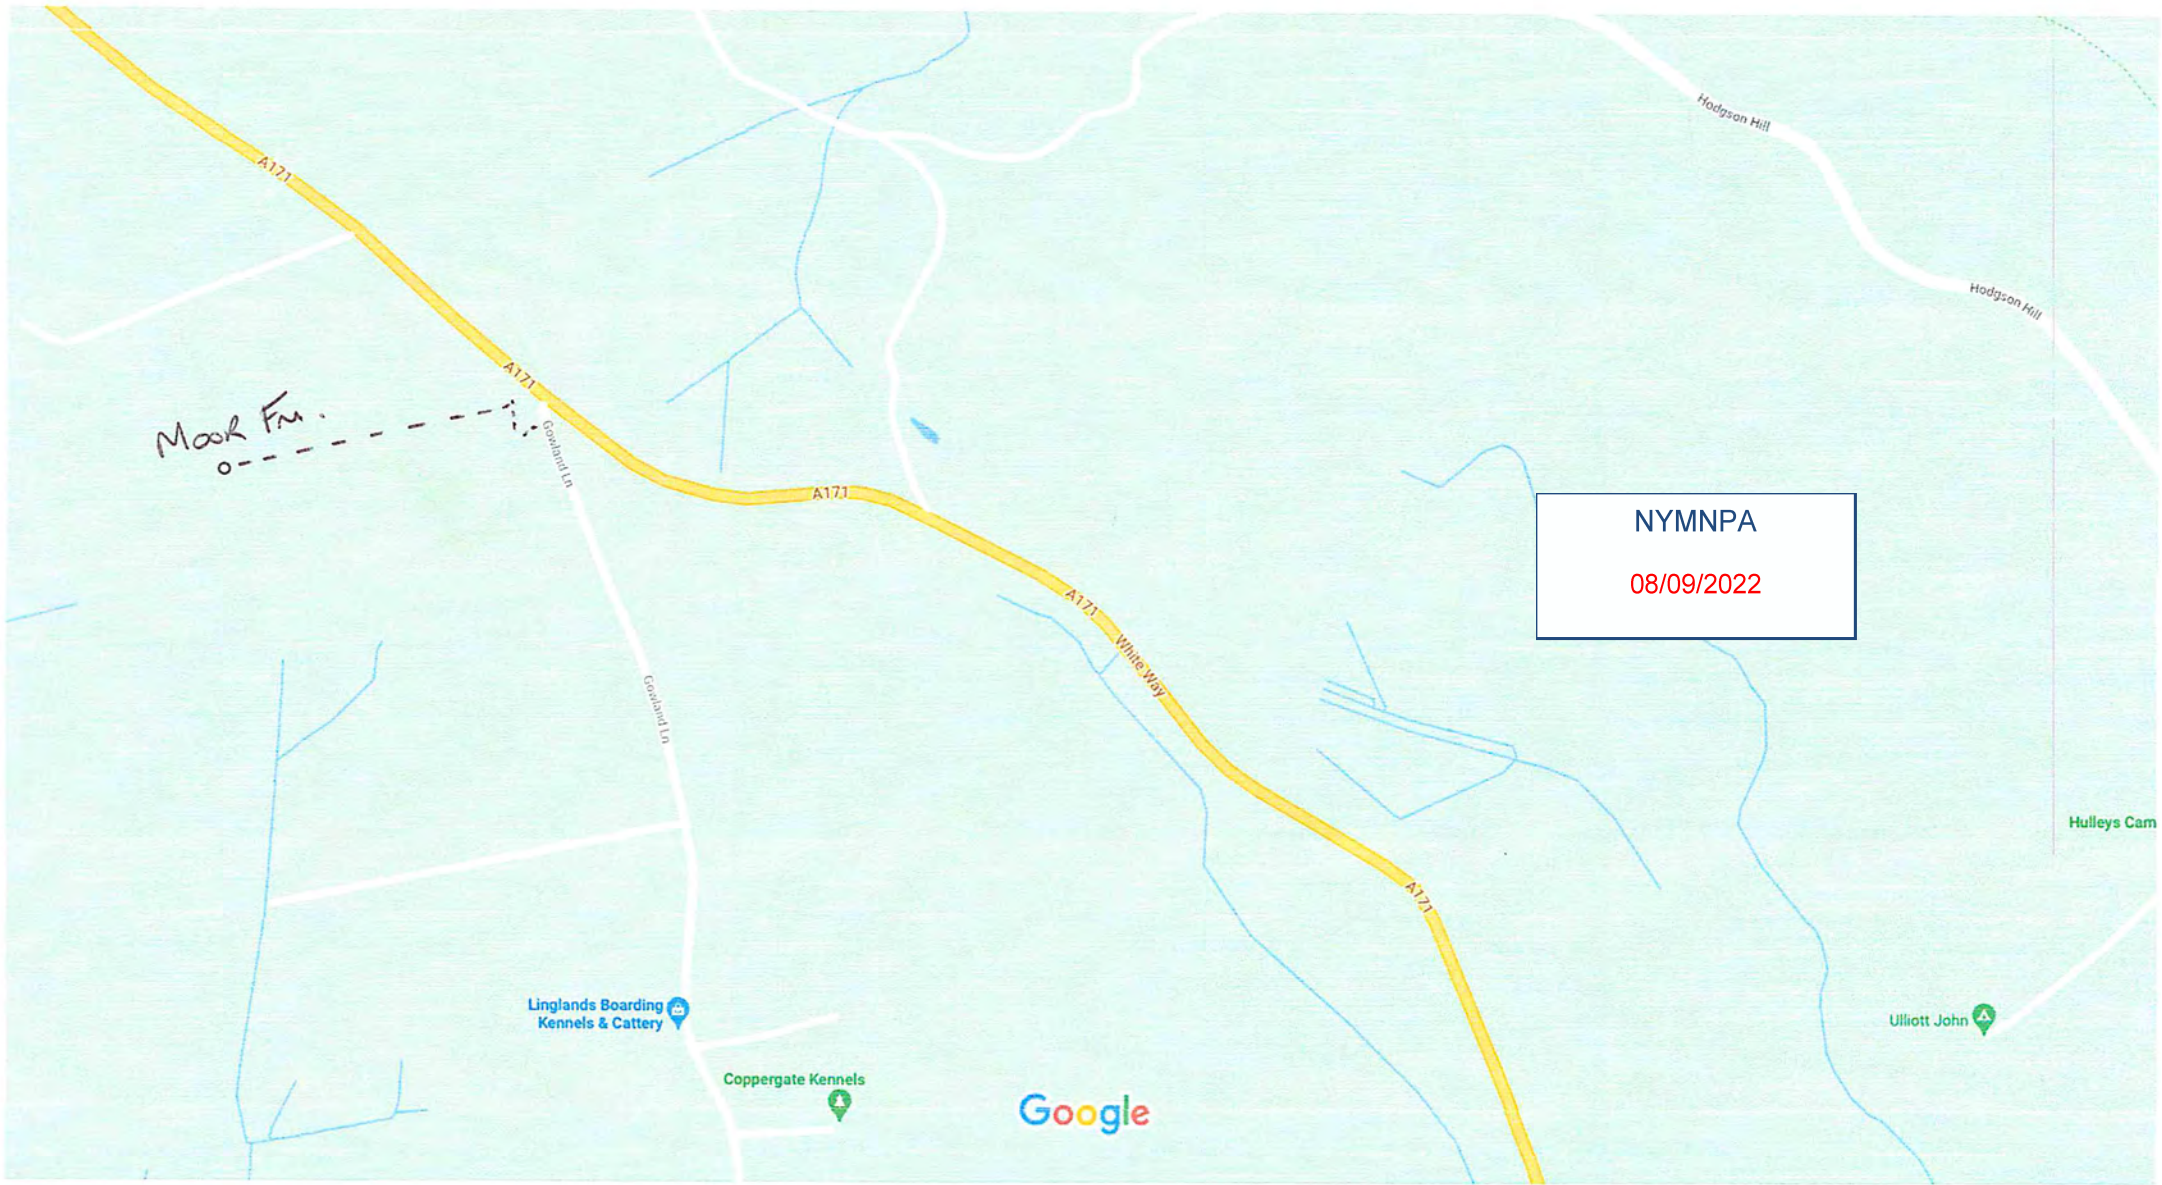 Hodgson Hill
A171
Hodgson Hill
A171
Moor Fm.
Gowland Ln
A171
NYMNPA
08/09/2022
A171
White Way
Gowland Ln
Hulleys Cam
A171
Linglands Boarding
Kennels & Cattery
Ulliott John
Coppergate Kennels
Google